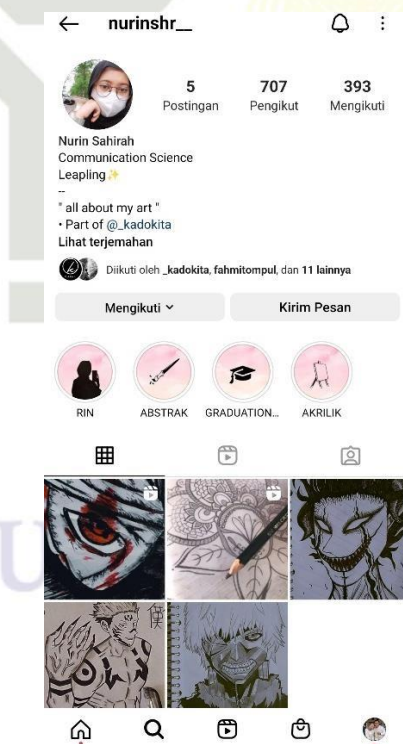 nurinshr__
5 707 393
Postingan Pengikut Mengikuti
Nurin Sahirah
Communication Science
Leapling✨
--
" all about my art "
• Part of @_kadokita
Lihat terjemahan
Diikuti oleh _kadokita, fahmitompul, dan 11 lainnya
Mengikuti Kirim Pesan
RIN ABSTRAK GRADUATION... AKRILIK
僕
U